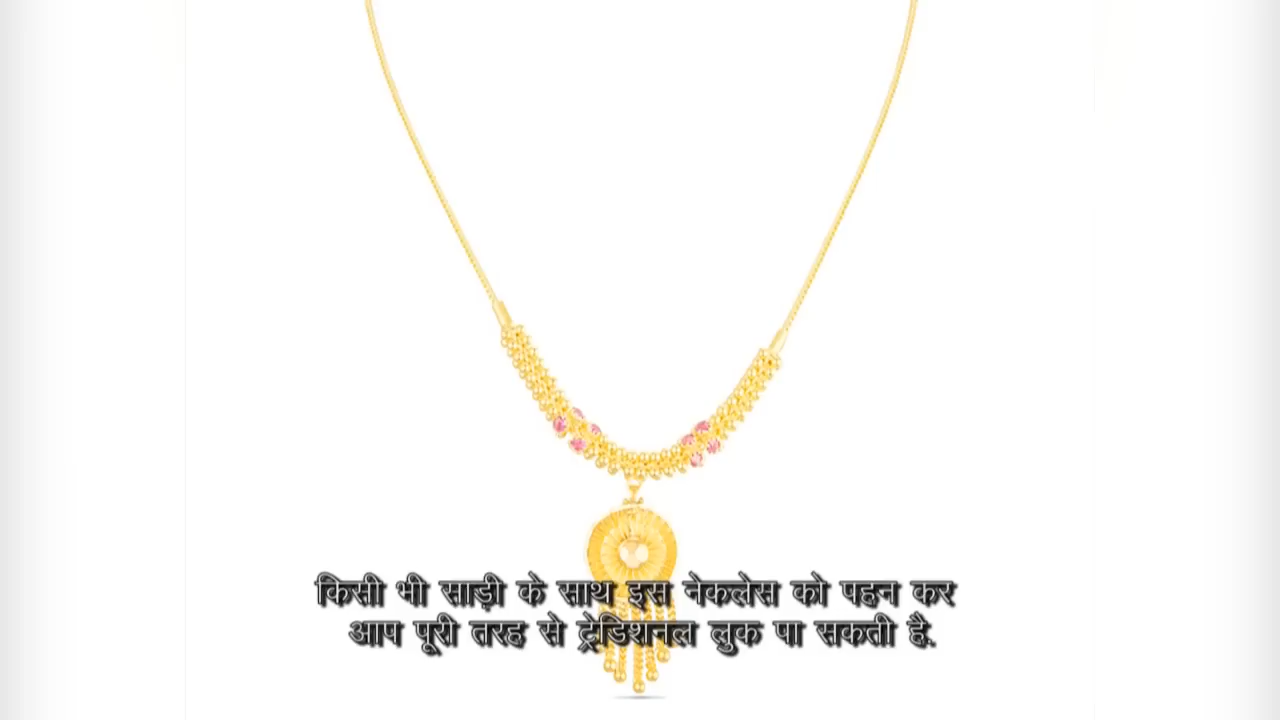 किसी भी साड़ी के साथ इस नेकलेस को पहन कर
आप पूरी तरह से ट्रेडिशनल लुक पा सकती है.